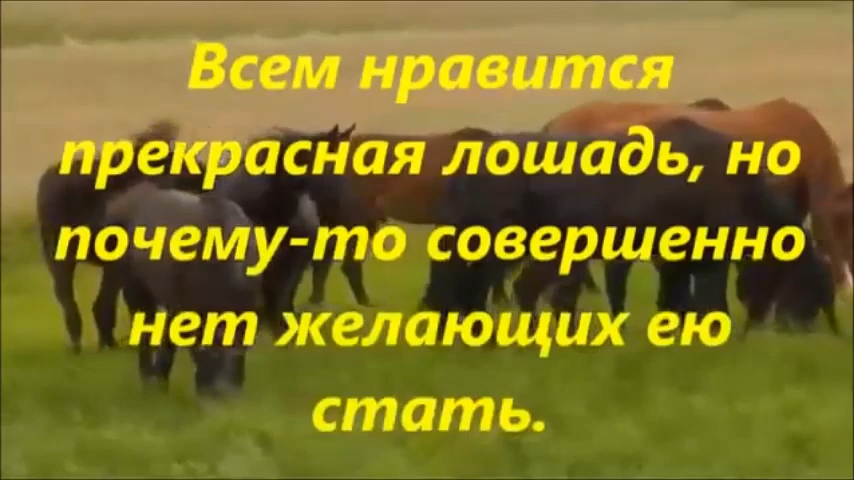 Всем нравится
прекрасная лошадь, но
почему-то совершенно
нет желающих ею
стать.